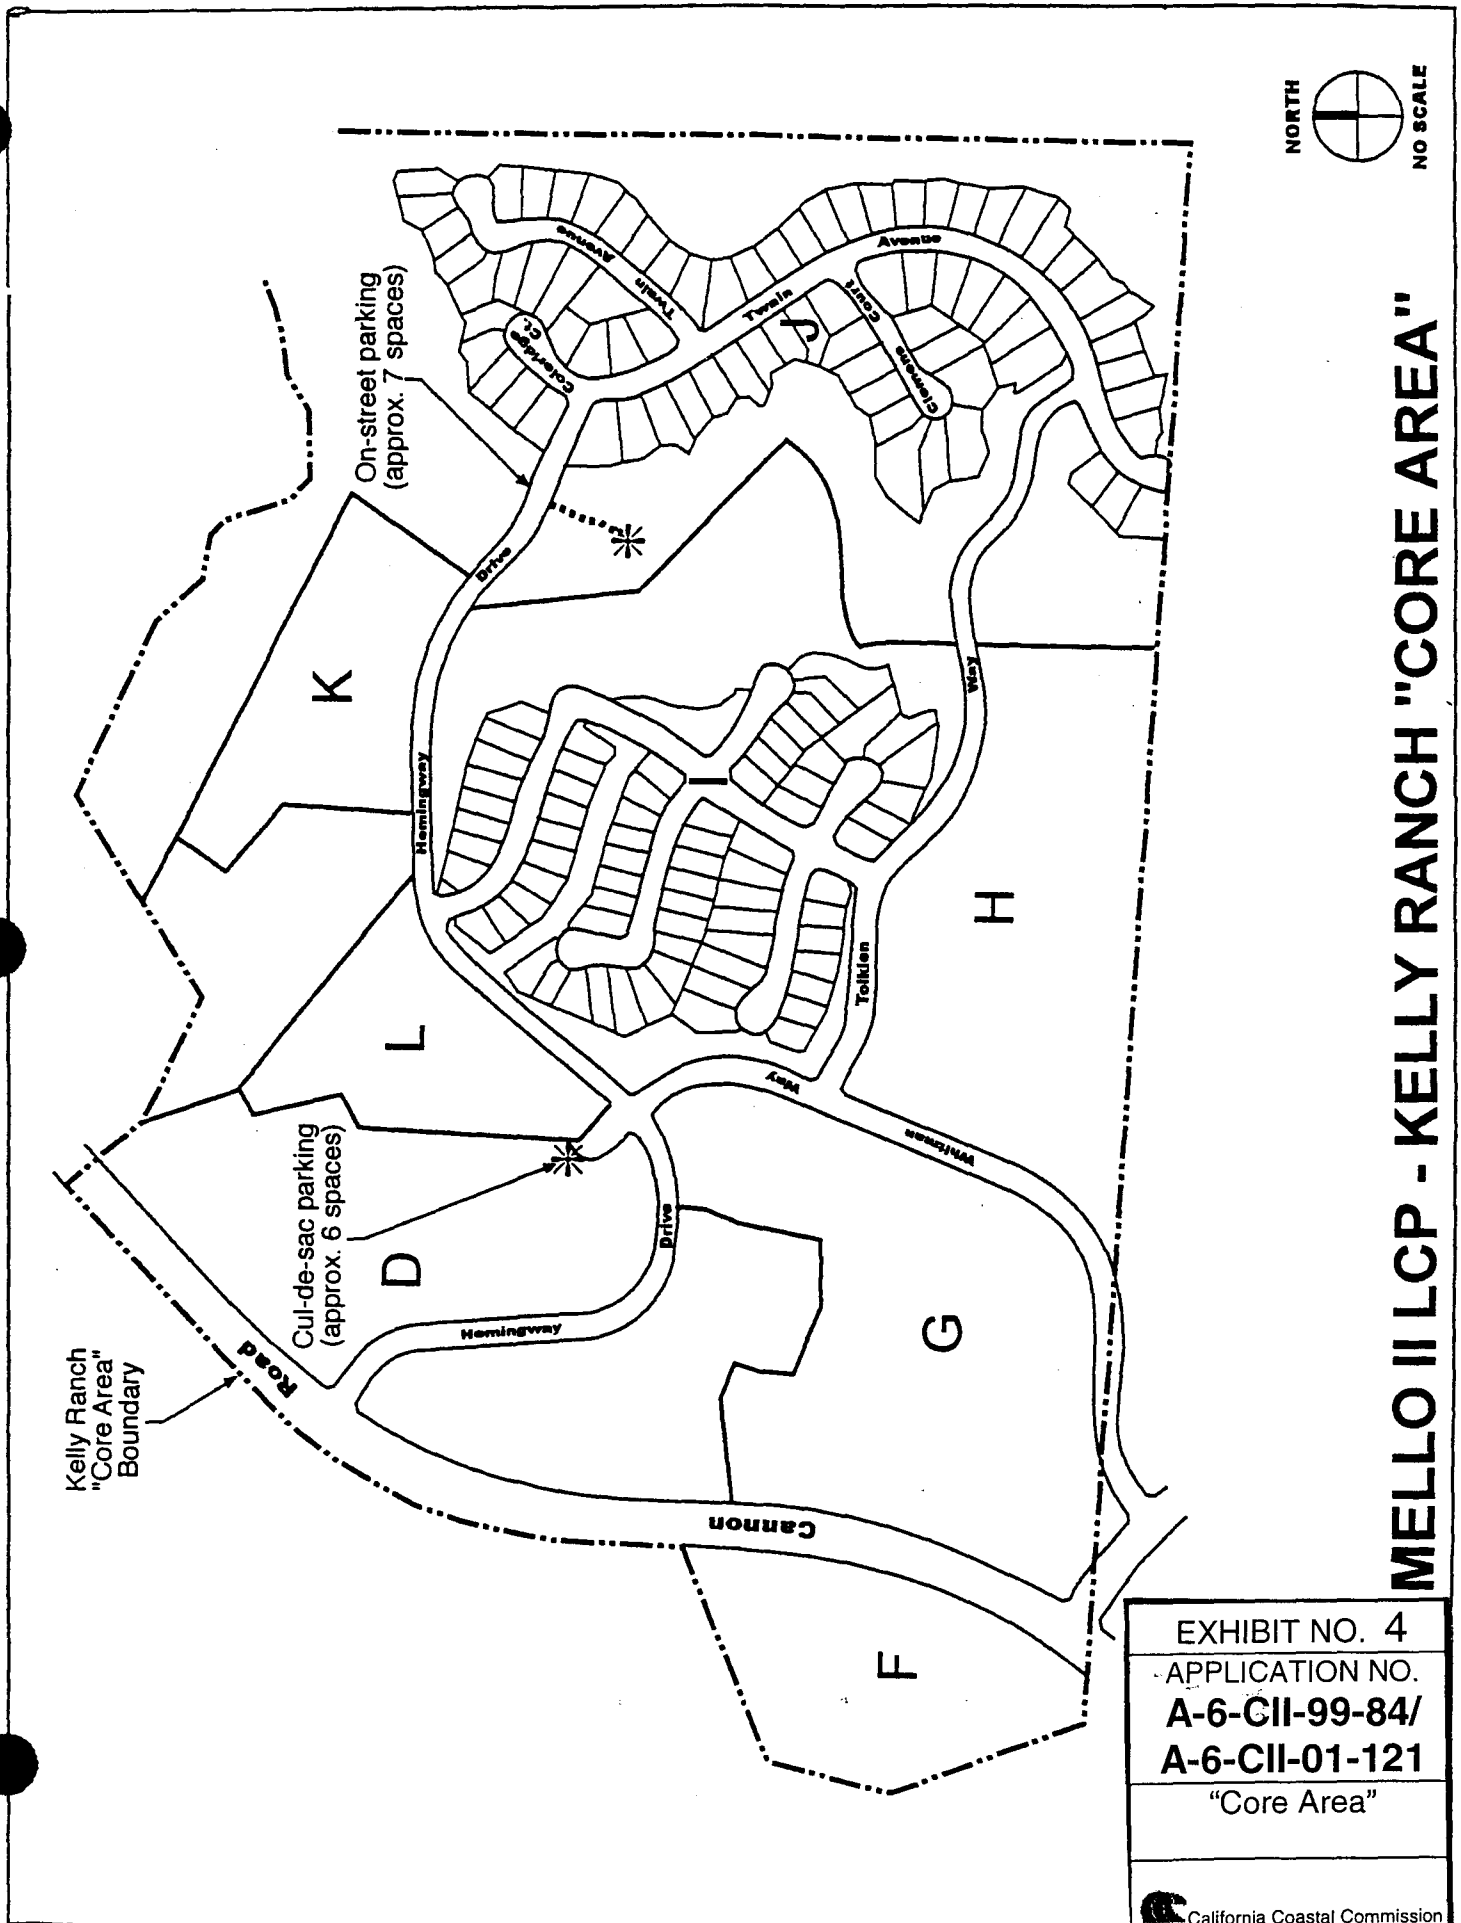 NORTH
NO SCALE
On-street parking
(approx. 7 spaces)
Kelly Ranch
"Core Area"
Boundary
Cul-de-sac parking
(approx. 6 spaces)
Road
Cannon
Hemingway
Drive
Hemingway
Drive
Whitman
Way
Tolkien
Way
Coleridge
Ct.
Twain
Avenue
Twain
Avenue
Clemens
Court
D
F
G
H
I
J
K
L
MELLO II LCP - KELLY RANCH "CORE AREA"
EXHIBIT NO. 4
APPLICATION NO.
A-6-CII-99-84/
A-6-CII-01-121
“Core Area”
California Coastal Commission